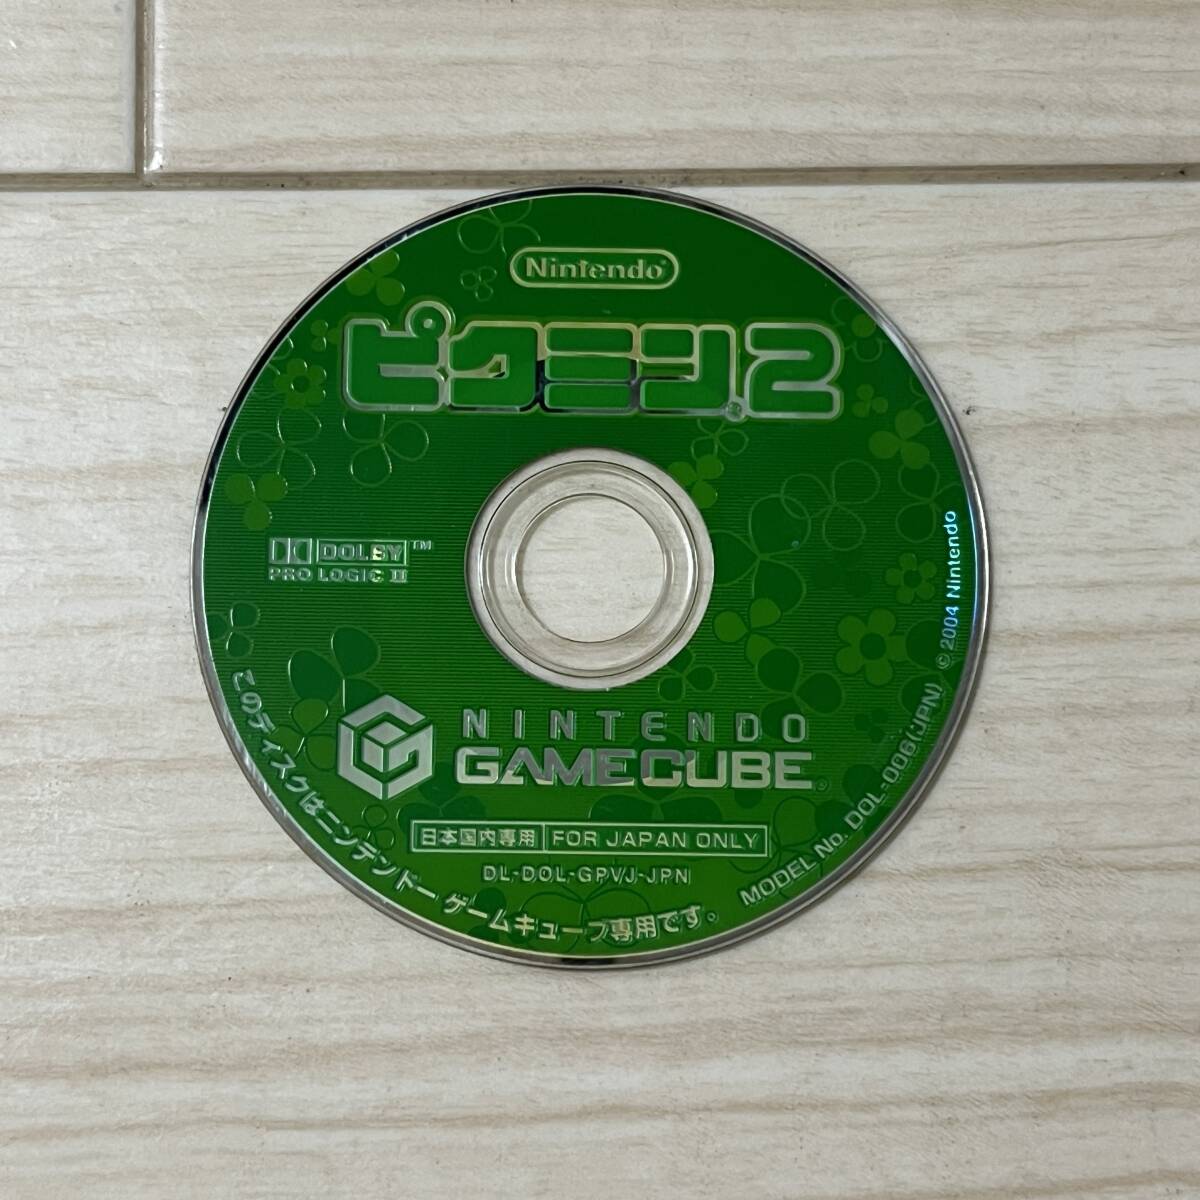 Nintendo®
ピクミン®2
DOLBY™
PRO LOGIC II
© 2004 Nintendo
NINTENDO
GAMECUBE®
日本国内専用 FOR JAPAN ONLY
DL-DOL-GPVJ-JPN
MODEL No. DOL-006(JPN)
このディスクはニンテンドーゲームキューブ専用です。